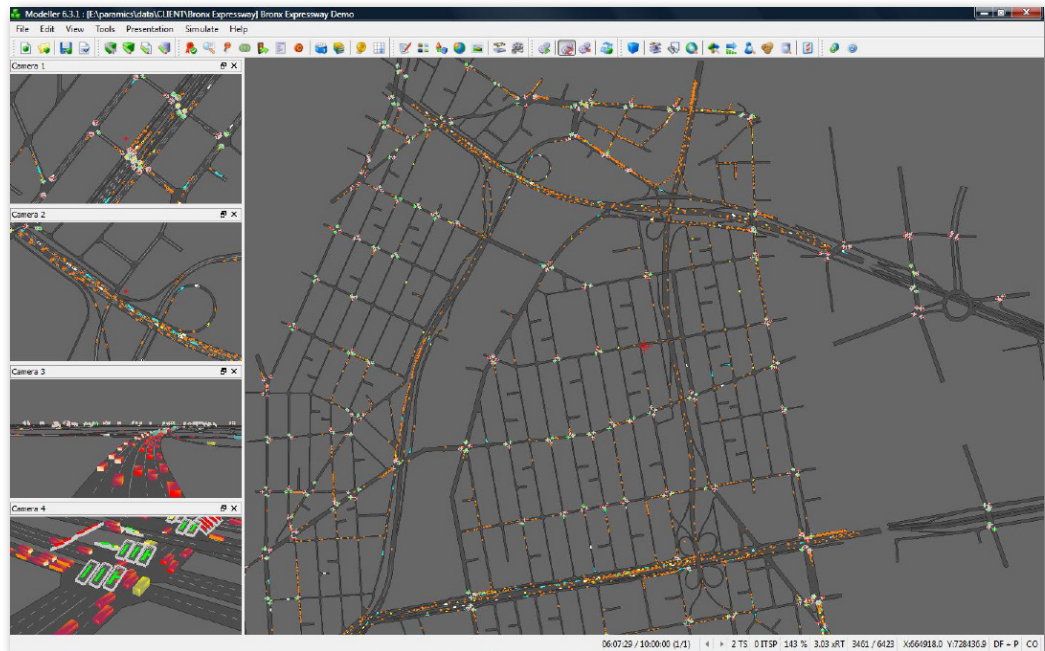 Modeller 6.3.1 : [E:\paramics\data\CLIENT\Bronx Expressway] Bronx Expressway Demo
File Edit View Tools Presentation Simulate Help
Camera 1
Camera 2
Camera 3
Camera 4
06:07:29 / 10:00:00 (1/1) 2 TS 0 ITSP 143 % 3.03 xRT 3461 / 6423 X:664918.0 Y:728436.9 DF + P CO